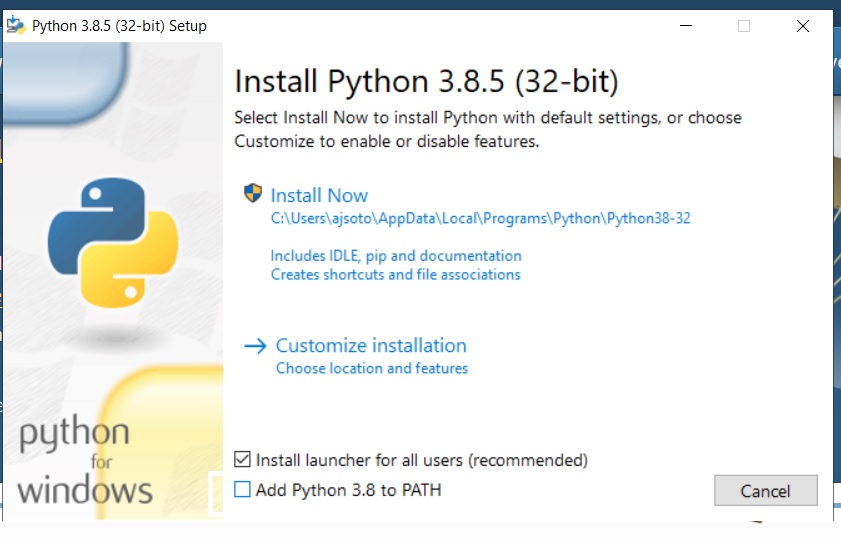 Python 3.8.5 (32-bit) Setup
Install Python 3.8.5 (32-bit)
Select Install Now to install Python with default settings, or choose
Customize to enable or disable features.
Install Now
C:\Users\ajsoto\AppData\Local\Programs\Python\Python38-32
Includes IDLE, pip and documentation
Creates shortcuts and file associations
Customize installation
Choose location and features
python
for
windows
Install launcher for all users (recommended)
Add Python 3.8 to PATH
Cancel